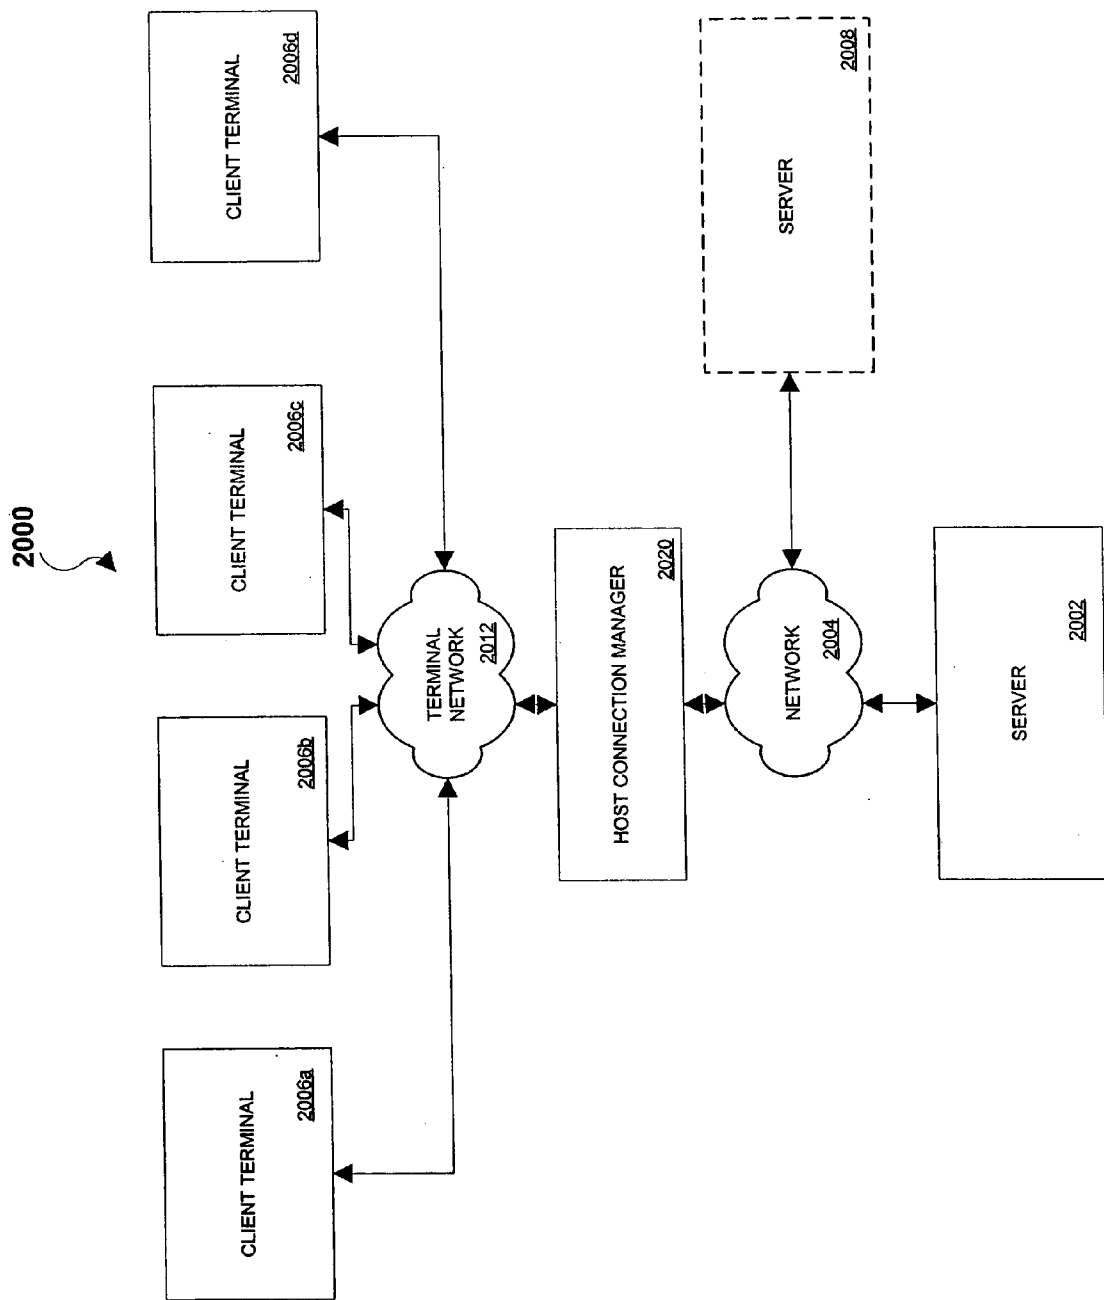 2000
CLIENT TERMINAL
2006a
CLIENT TERMINAL
2006b
CLIENT TERMINAL
2006c
CLIENT TERMINAL
2006d
TERMINAL
NETWORK
2012
HOST CONNECTION MANAGER
2020
NETWORK
2004
SERVER
2008
SERVER
2002